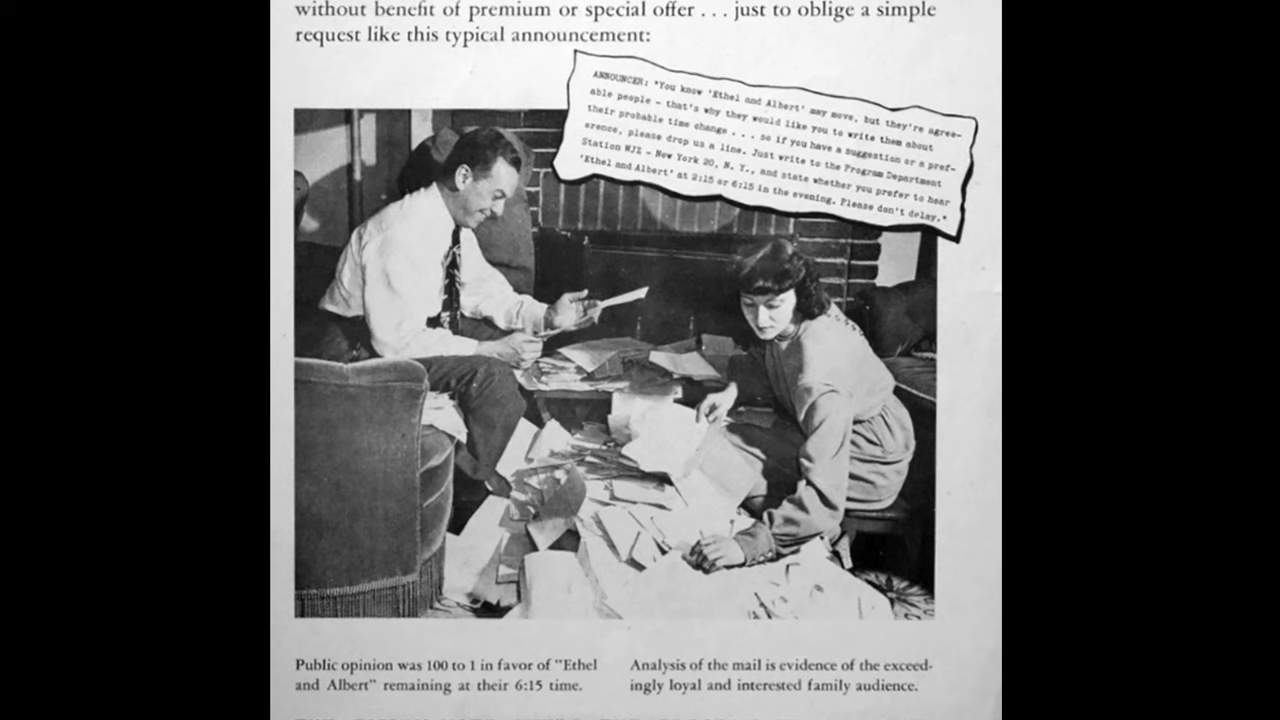 without benefit of premium or special offer . . . just to oblige a simple
request like this typical announcement:
ANNOUNCER: "You know 'Ethel and Albert' may move, but they're agree-
able people - that's why they would like you to write them about
their probable time change . . . so if you have a suggestion or a pref-
erence, please drop us a line. Just write to the Program Department
Station WJZ - New York 20, N. Y., and state whether you prefer to hear
'Ethel and Albert' at 2:15 or 6:15 in the evening. Please don't delay."
Public opinion was 100 to 1 in favor of "Ethel
and Albert" remaining at their 6:15 time.
Analysis of the mail is evidence of the exceed-
ingly loyal and interested family audience.